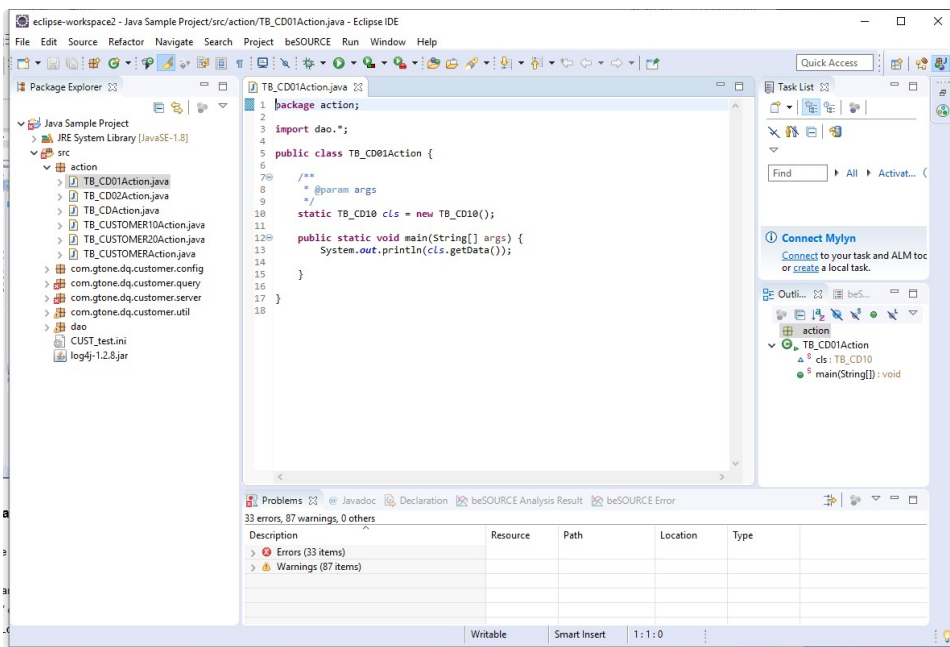 eclipse-workspace2 - Java Sample Project/src/action/TB_CD01Action.java - Eclipse IDE
File Edit Source Refactor Navigate Search Project beSOURCE Run Window Help
Quick Access
Package Explorer
Java Sample Project
JRE System Library [JavaSE-1.8]
src
action
TB_CD01Action.java
TB_CD02Action.java
TB_CDAction.java
TB_CUSTOMER10Action.java
TB_CUSTOMER20Action.java
TB_CUSTOMERAction.java
com.gtone.dq.customer.config
com.gtone.dq.customer.query
com.gtone.dq.customer.server
com.gtone.dq.customer.util
dao
CUST_test.ini
log4j-1.2.8.jar
TB_CD01Action.java
1 package action;
2
3 import dao.*;
4
5 public class TB_CD01Action {
6
7 /**
8 * @param args
9 */
10 static TB_CD10 cls = new TB_CD10();
11
12 public static void main(String[] args) {
13 System.out.println(cls.getData());
14
15 }
16
17 }
18
Task List
Find All Activat...
Connect Mylyn
Connect to your task and ALM toc
or create a local task.
Outli... beS...
action
TB_CD01Action
cls : TB_CD10
main(String[]) : void
Problems Javadoc Declaration beSOURCE Analysis Result beSOURCE Error
33 errors, 87 warnings, 0 others
Description Resource Path Location Type
Errors (33 items)
Warnings (87 items)
Writable Smart Insert 1:1:0